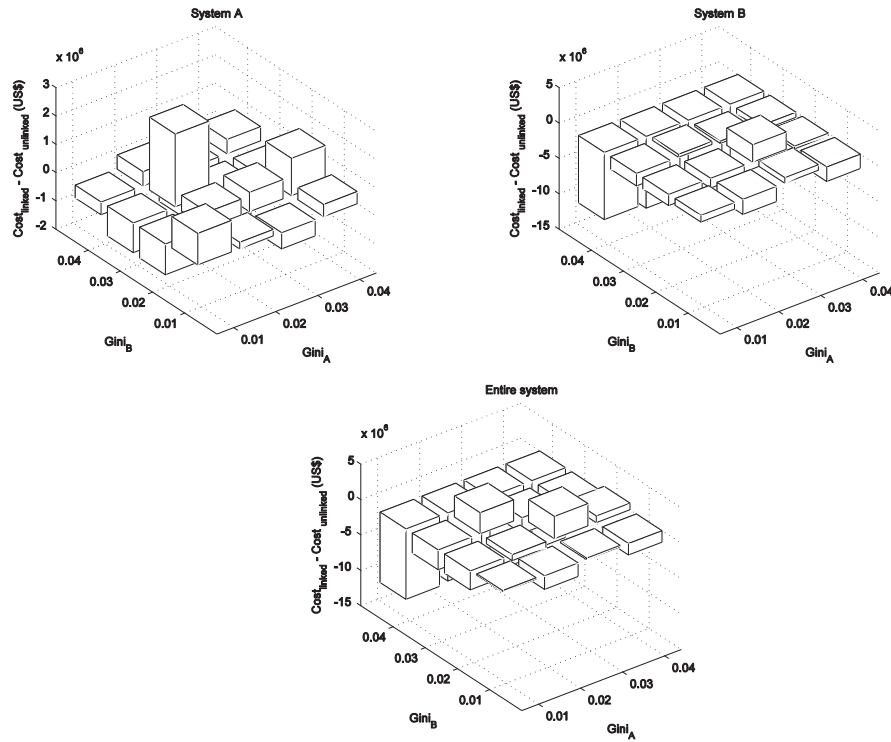 System A
x 10^6
Cost_linked - Cost_unlinked (US$)
3
2
1
0
-1
-2
0.04
0.03
0.02
0.01
Gini_B
0.01
0.02
0.03
0.04
Gini_A
System B
x 10^6
Cost_linked - Cost_unlinked (US$)
5
0
-5
-10
-15
0.04
0.03
0.02
0.01
Gini_B
0.01
0.02
0.03
0.04
Gini_A
Entire system
x 10^6
Cost_linked - Cost_unlinked (US$)
5
0
-5
-10
-15
0.04
0.03
0.02
0.01
Gini_B
0.01
0.02
0.03
0.04
Gini_A